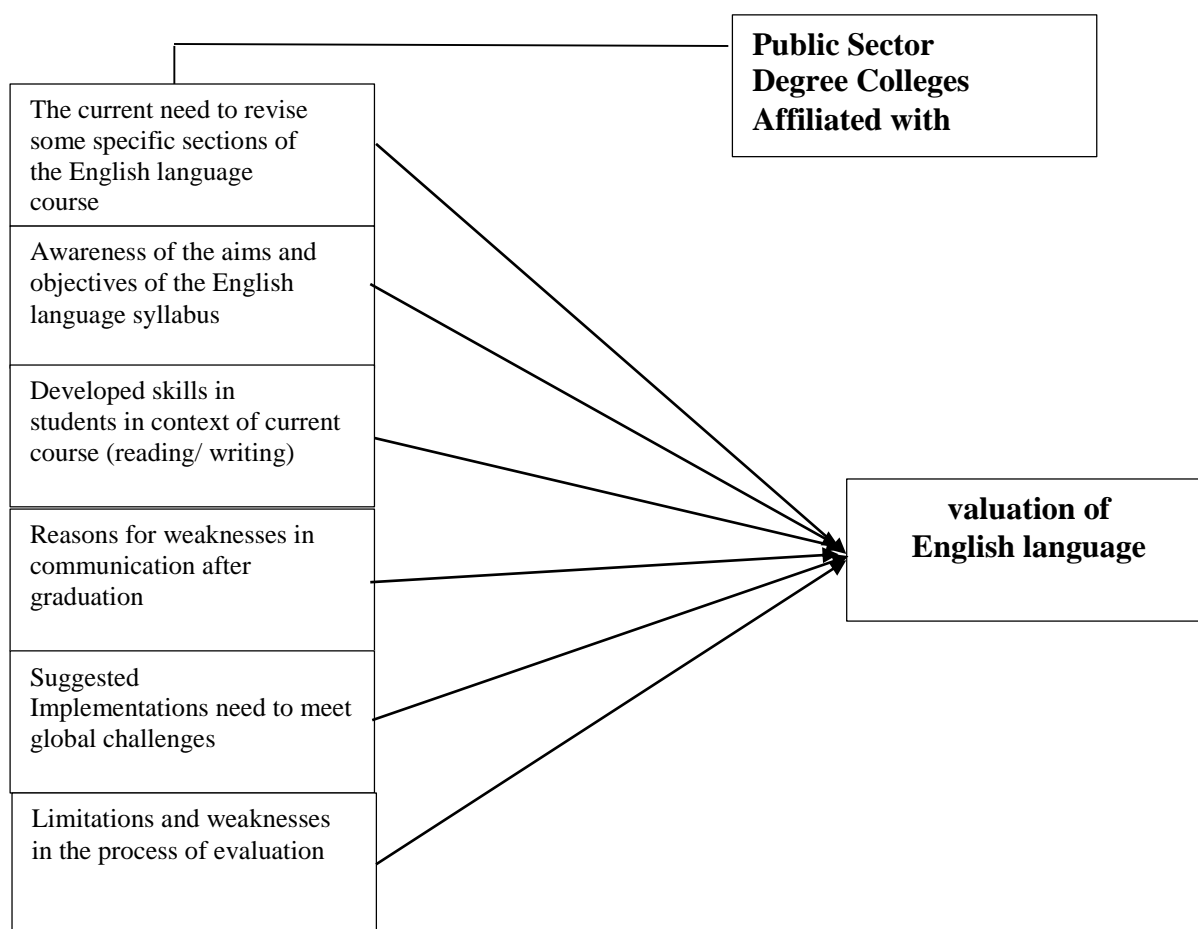 Public Sector
Degree Colleges
Affiliated with
The current need to revise
some specific sections of
the English language
course
Awareness of the aims and
objectives of the English
language syllabus
Developed skills in
students in context of current
course (reading/ writing)
Reasons for weaknesses in
communication after
graduation
Suggested
Implementations need to meet
global challenges
Limitations and weaknesses
in the process of evaluation
valuation of
English language